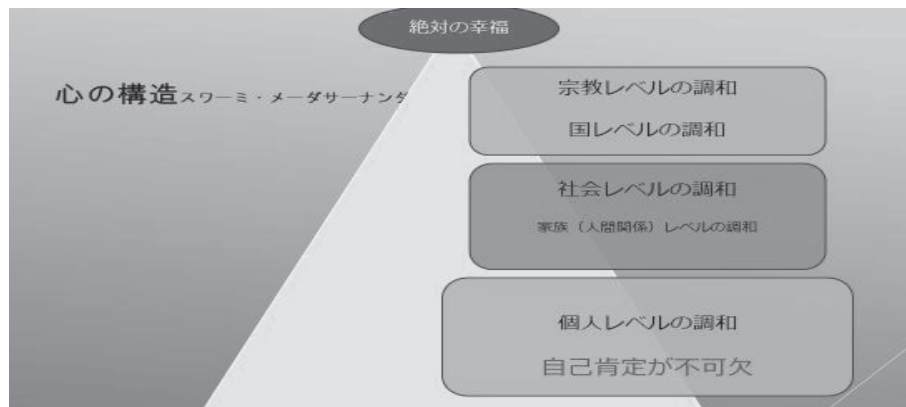 絶対の幸福
心の構造スワーミ・メーダサーナンダ
宗教レベルの調和
国レベルの調和
社会レベルの調和
家族（人間関係）レベルの調和
個人レベルの調和
自己肯定が不可欠